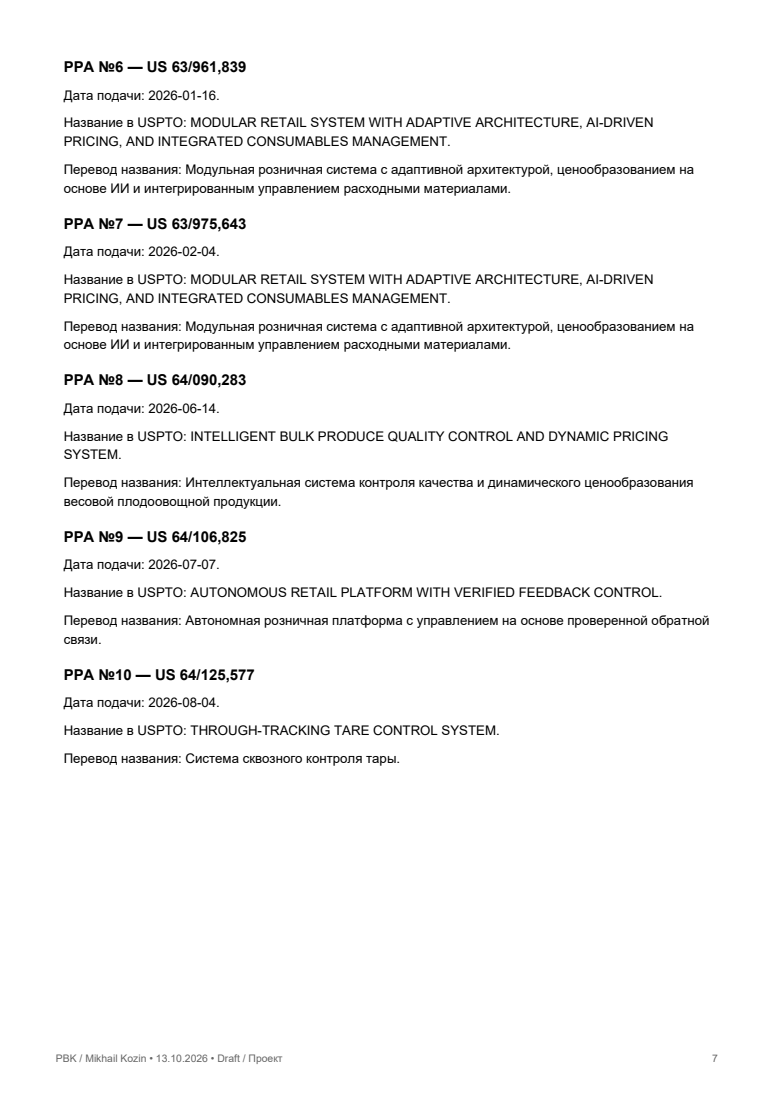 PPA №6 — US 63/961,839
Дата подачи: 2026-01-16.
Название в USPTO: MODULAR RETAIL SYSTEM WITH ADAPTIVE ARCHITECTURE, AI-DRIVEN
PRICING, AND INTEGRATED CONSUMABLES MANAGEMENT.
Перевод названия: Модульная розничная система с адаптивной архитектурой, ценообразованием на
основе ИИ и интегрированным управлением расходными материалами.
PPA №7 — US 63/975,643
Дата подачи: 2026-02-04.
Название в USPTO: MODULAR RETAIL SYSTEM WITH ADAPTIVE ARCHITECTURE, AI-DRIVEN
PRICING, AND INTEGRATED CONSUMABLES MANAGEMENT.
Перевод названия: Модульная розничная система с адаптивной архитектурой, ценообразованием на
основе ИИ и интегрированным управлением расходными материалами.
PPA №8 — US 64/090,283
Дата подачи: 2026-06-14.
Название в USPTO: INTELLIGENT BULK PRODUCE QUALITY CONTROL AND DYNAMIC PRICING
SYSTEM.
Перевод названия: Интеллектуальная система контроля качества и динамического ценообразования
весовой плодоовощной продукции.
PPA №9 — US 64/106,825
Дата подачи: 2026-07-07.
Название в USPTO: AUTONOMOUS RETAIL PLATFORM WITH VERIFIED FEEDBACK CONTROL.
Перевод названия: Автономная розничная платформа с управлением на основе проверенной обратной
связи.
PPA №10 — US 64/125,577
Дата подачи: 2026-08-04.
Название в USPTO: THROUGH-TRACKING TARE CONTROL SYSTEM.
Перевод названия: Система сквозного контроля тары.
PBK / Mikhail Kozin • 13.10.2026 • Draft / Проект
7